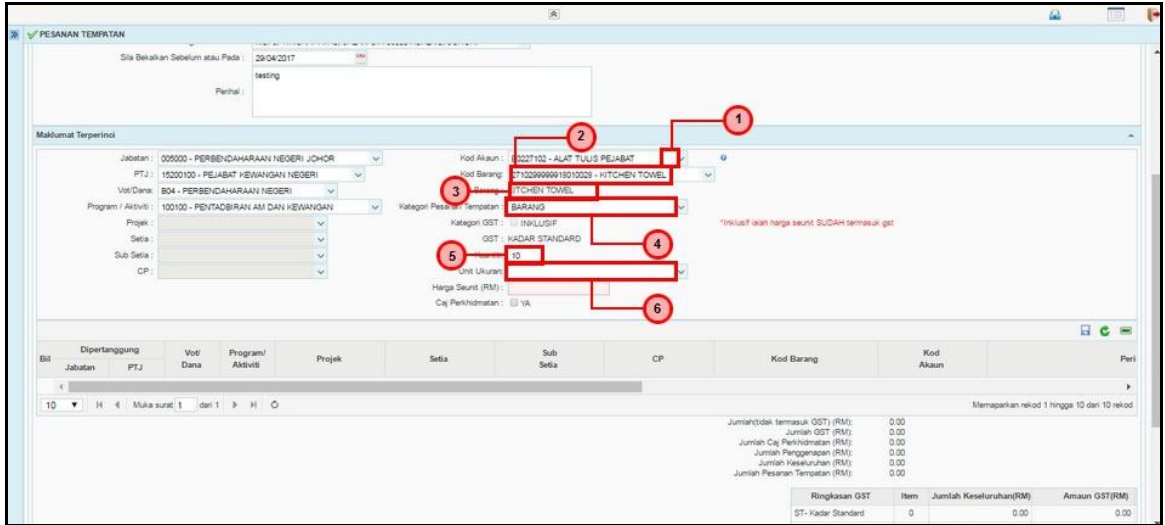 PESANAN TEMPATAN
Sila Bekalkan Sebelum atau Pada : 29/04/2017
Perihal : testing
Maklumat Terperinci
1
2
Jabatan : 005000 - PERBENDAHARAAN NEGERI JOHOR
Kod Akaun : B0227102 - ALAT TULIS PEJABAT
PTJ : 15200100 - PEJABAT KEWANGAN NEGERI
Kod Barang: - KITCHEN TOWEL
Vot/Dana: B04 - PERBENDAHARAAN NEGERI
3
TOWEL
Program / Aktiviti : 100100 - PENTADBIRAN AM DAN KEWANGAN
Kategori Tempatan : BARANG
Projek :
Kategori GST : INKLUSIF
*Inklusif ialah harga seunit SUDAH termasuk gst
Setia :
GST : KADAR STANDARD
4
Sub Setia :
5
10
CP :
Unit Ukuran:
Harga Seunit (RM) :
Caj Perkhidmatan : YA
6
Bil Dipertanggung Vot/ Dana Program/ Aktiviti Projek Setia Sub Setia CP Kod Barang Kod Akaun Peri
Jabatan PTJ
10 Muka surat 1 dari 1
Memaparkan rekod 1 hingga 10 dari 10 rekod
Jumlah(tidak termasuk GST) (RM): 0.00
Jumlah GST (RM): 0.00
Jumlah Caj Perkhidmatan (RM): 0.00
Jumlah Penggenapan (RM): 0.00
Jumlah Keseluruhan (RM): 0.00
Jumlah Pesanan Tempatan (RM): 0.00
Ringkasan GST Item Jumlah Keseluruhan(RM) Amaun GST(RM)
ST- Kadar Standard 0 0.00 0.00